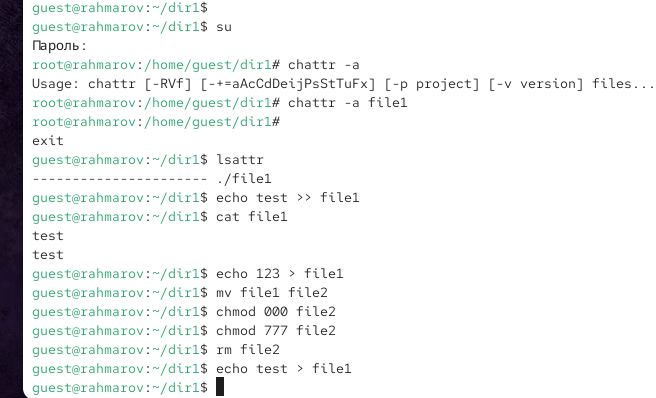 guest@rahmarov:~/dir1$
guest@rahmarov:~/dir1$ su
Пароль:
root@rahmarov:/home/guest/dir1# chattr -a
Usage: chattr [-RVf] [-+=aAcCdDeijPsStTuFx] [-p project] [-v version] files...
root@rahmarov:/home/guest/dir1# chattr -a file1
root@rahmarov:/home/guest/dir1#
exit
guest@rahmarov:~/dir1$ lsattr
---------------------- ./file1
guest@rahmarov:~/dir1$ echo test >> file1
guest@rahmarov:~/dir1$ cat file1
test
test
guest@rahmarov:~/dir1$ echo 123 > file1
guest@rahmarov:~/dir1$ mv file1 file2
guest@rahmarov:~/dir1$ chmod 000 file2
guest@rahmarov:~/dir1$ chmod 777 file2
guest@rahmarov:~/dir1$ rm file2
guest@rahmarov:~/dir1$ echo test > file1
guest@rahmarov:~/dir1$